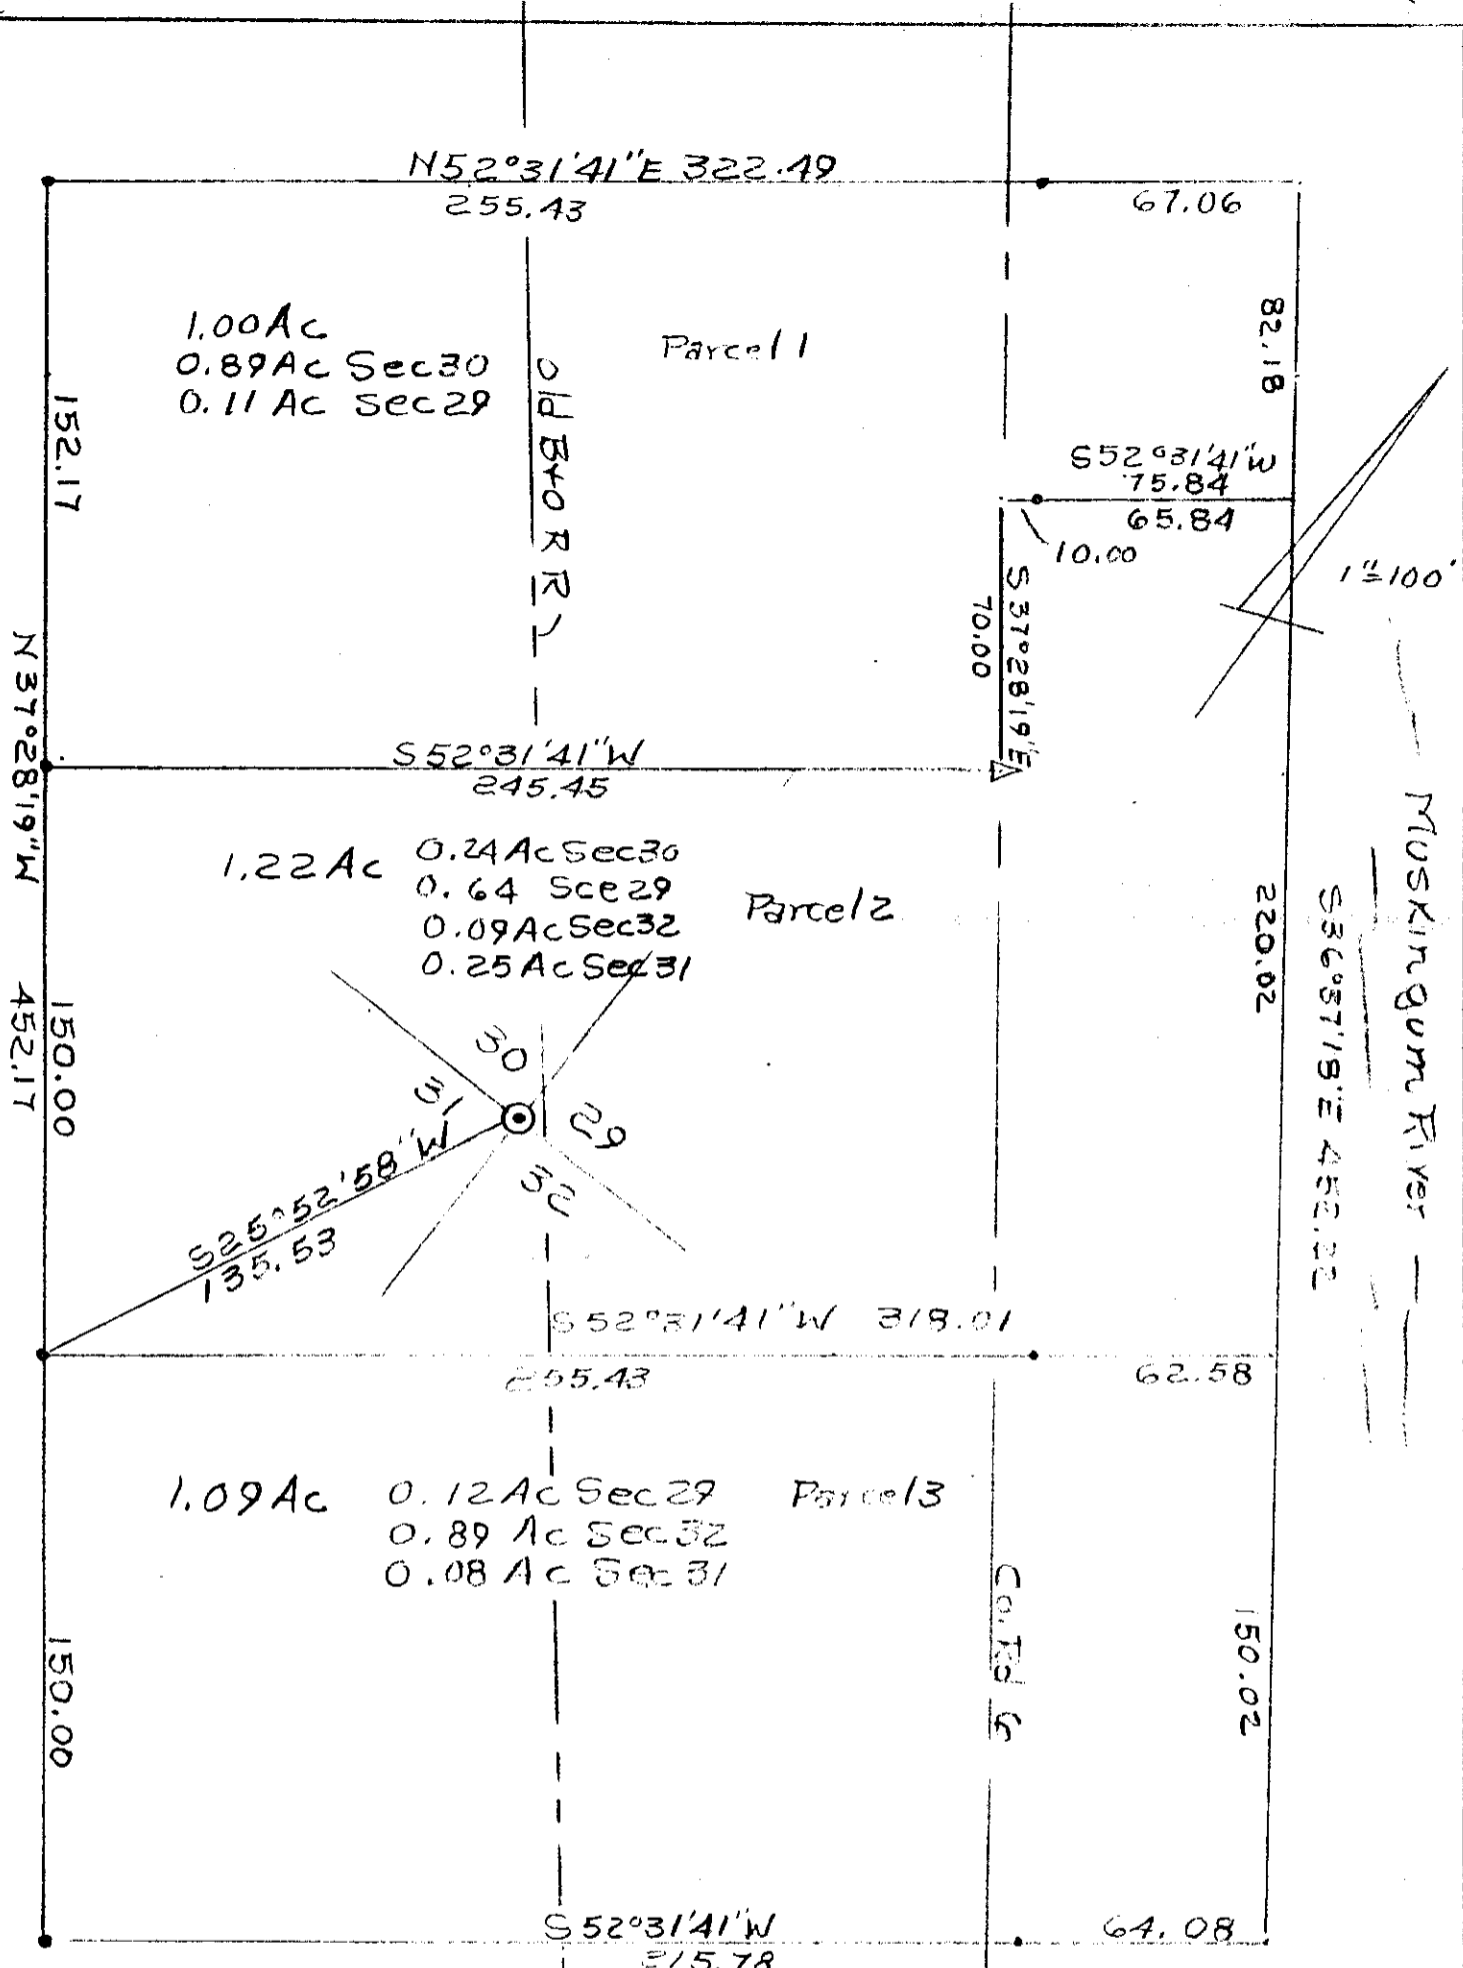 N52°31'41"E 322.49
255.43
67.06
1.00Ac
0.89Ac Sec30
0.11 Ac Sec29
Parcel 1
old B+O R R
82.18
152.17
S52°31'41"W
75.84
65.84
10.00
1"=100'
S37°28'19"E
70.00
S52°31'41"W
245.45
N37°28'19"W 452.17
1.22Ac
0.24AcSec30
0.64 Sce29
0.09AcSec32
0.25AcSec31
Parcel2
220.02
Muskingum River
S36°37'18"E 452.22
150.00
30
31
29
32
S25°52'58"W
135.53
S52°31'41"W 318.01
255.43
62.58
1.09Ac
0.12Ac Sec29
0.89 Ac Sec32
0.08 Ac Sec 31
Parcel3
Co. Rd 6
150.02
150.00
S52°31'41"W
315.78
64.08